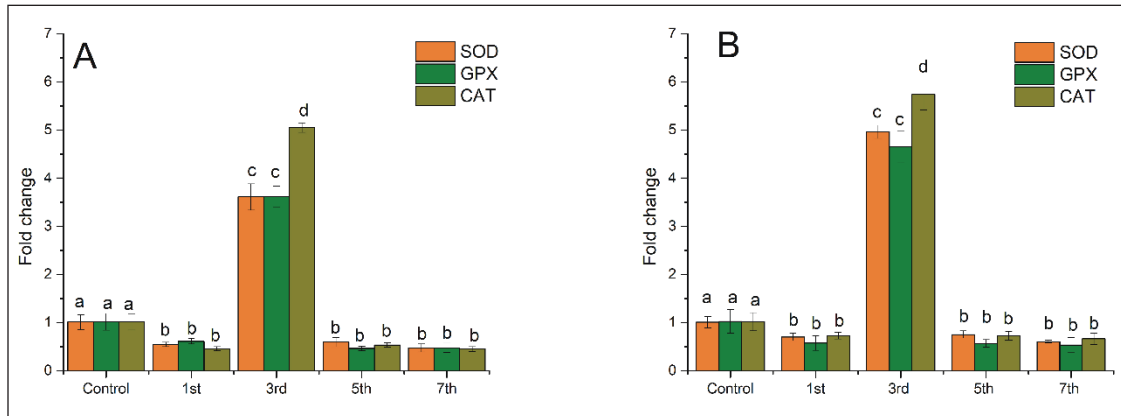 A
Fold change
7
6
5
4
3
2
1
0
SOD
GPX
CAT
a a a
b b b
c c d
b b b
b b b
Control 1st 3rd 5th 7th
B
Fold change
7
6
5
4
3
2
1
0
SOD
GPX
CAT
a a a
b b b
c c d
b b b
b b b
Control 1st 3rd 5th 7th